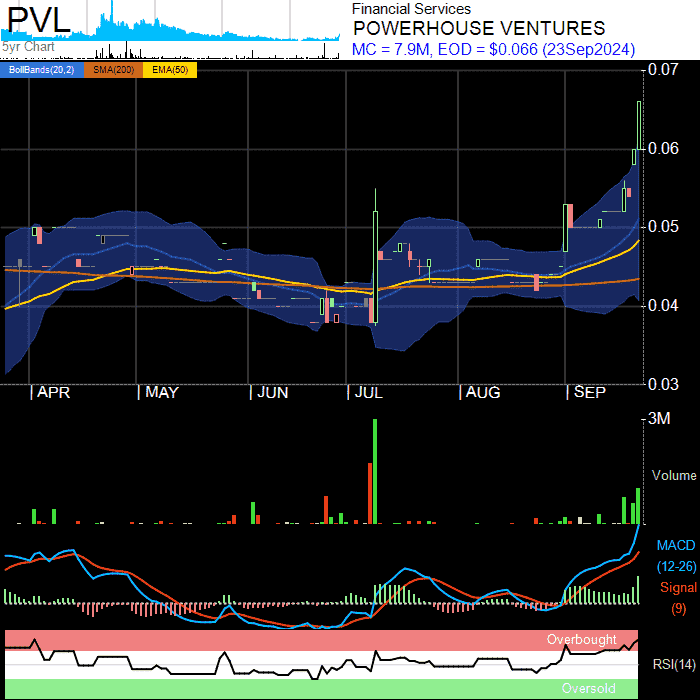 PVL
5yr Chart
Financial Services
POWERHOUSE VENTURES
MC = 7.9M, EOD = $0.066 (23Sep2024)
BollBands(20,2) SMA(200) EMA(50)
0.07
0.06
0.05
0.04
0.03
APR MAY JUN JUL AUG SEP
3M
Volume
MACD
(12-26)
Signal
(9)
Overbought
RSI(14)
Oversold